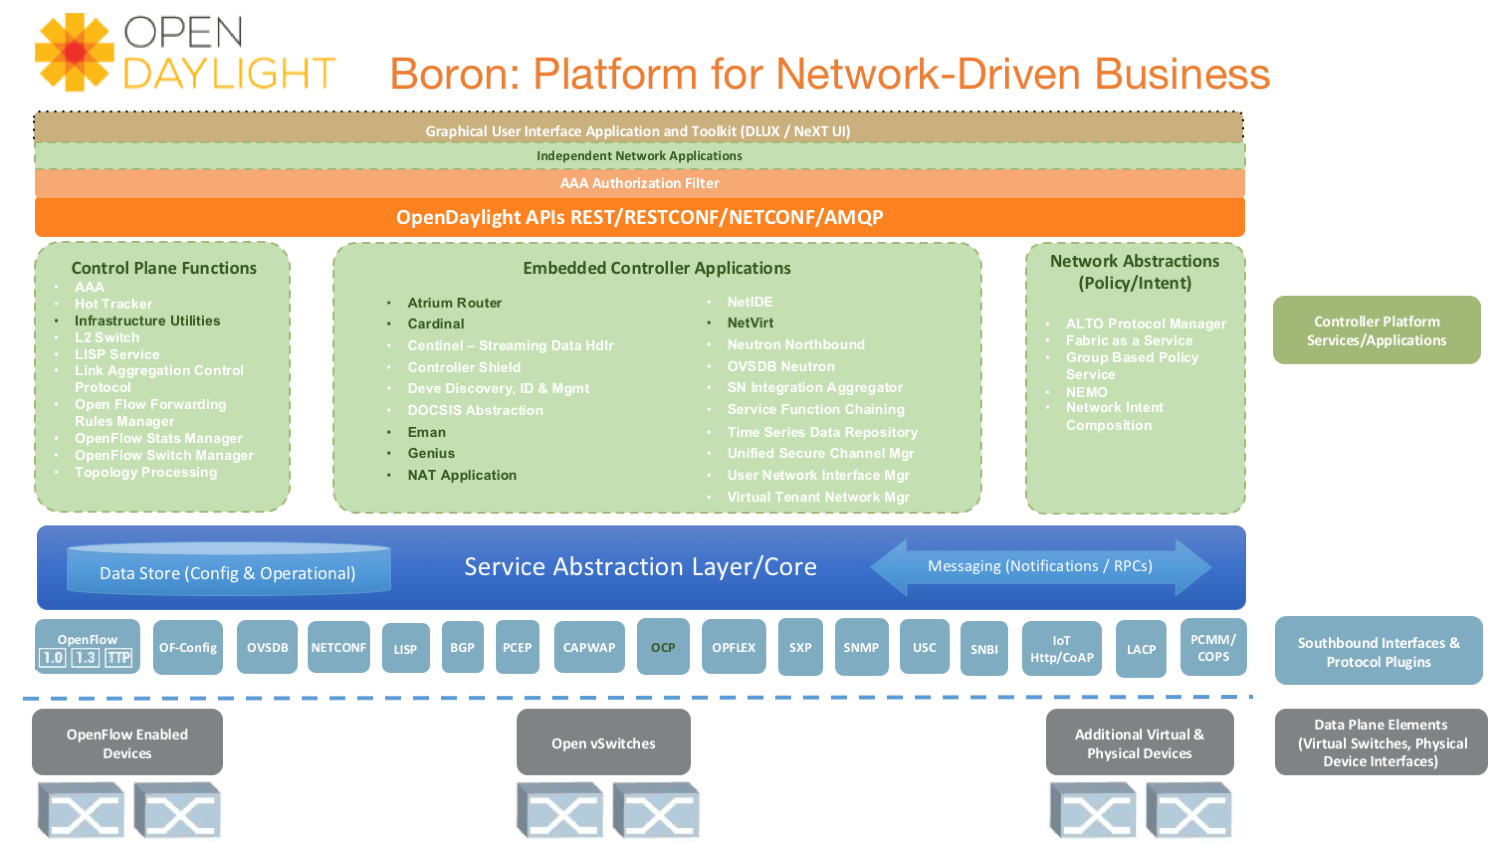 OPEN
DAYLIGHT
Boron: Platform for Network-Driven Business
Graphical User Interface Application and Toolkit (DLUX / NeXT UI)
Independent Network Applications
AAA Authorization Filter
OpenDaylight APIs REST/RESTCONF/NETCONF/AMQP
Control Plane Functions
• AAA
• Hot Tracker
• Infrastructure Utilities
• L2 Switch
• LISP Service
• Link Aggregation Control
Protocol
• Open Flow Forwarding
Rules Manager
• OpenFlow Stats Manager
• OpenFlow Switch Manager
• Topology Processing
Embedded Controller Applications
• Atrium Router
• Cardinal
• Centinel – Streaming Data Hdlr
• Controller Shield
• Deve Discovery, ID & Mgmt
• DOCSIS Abstraction
• Eman
• Genius
• NAT Application
• NetIDE
• NetVirt
• Neutron Northbound
• OVSDB Neutron
• SN Integration Aggregator
• Service Function Chaining
• Time Series Data Repository
• Unified Secure Channel Mgr
• User Network Interface Mgr
• Virtual Tenant Network Mgr
Network Abstractions
(Policy/Intent)
• ALTO Protocol Manager
• Fabric as a Service
• Group Based Policy
Service
• NEMO
• Network Intent
Composition
Controller Platform
Services/Applications
Data Store (Config & Operational)
Service Abstraction Layer/Core
Messaging (Notifications / RPCs)
OpenFlow
1.0 1.3 TTP
OF-Config
OVSDB
NETCONF
LISP
BGP
PCEP
CAPWAP
OCP
OPFLEX
SXP
SNMP
USC
SNBI
IoT
Http/CoAP
LACP
PCMM/
COPS
Southbound Interfaces &
Protocol Plugins
OpenFlow Enabled
Devices
Open vSwitches
Additional Virtual &
Physical Devices
Data Plane Elements
(Virtual Switches, Physical
Device Interfaces)